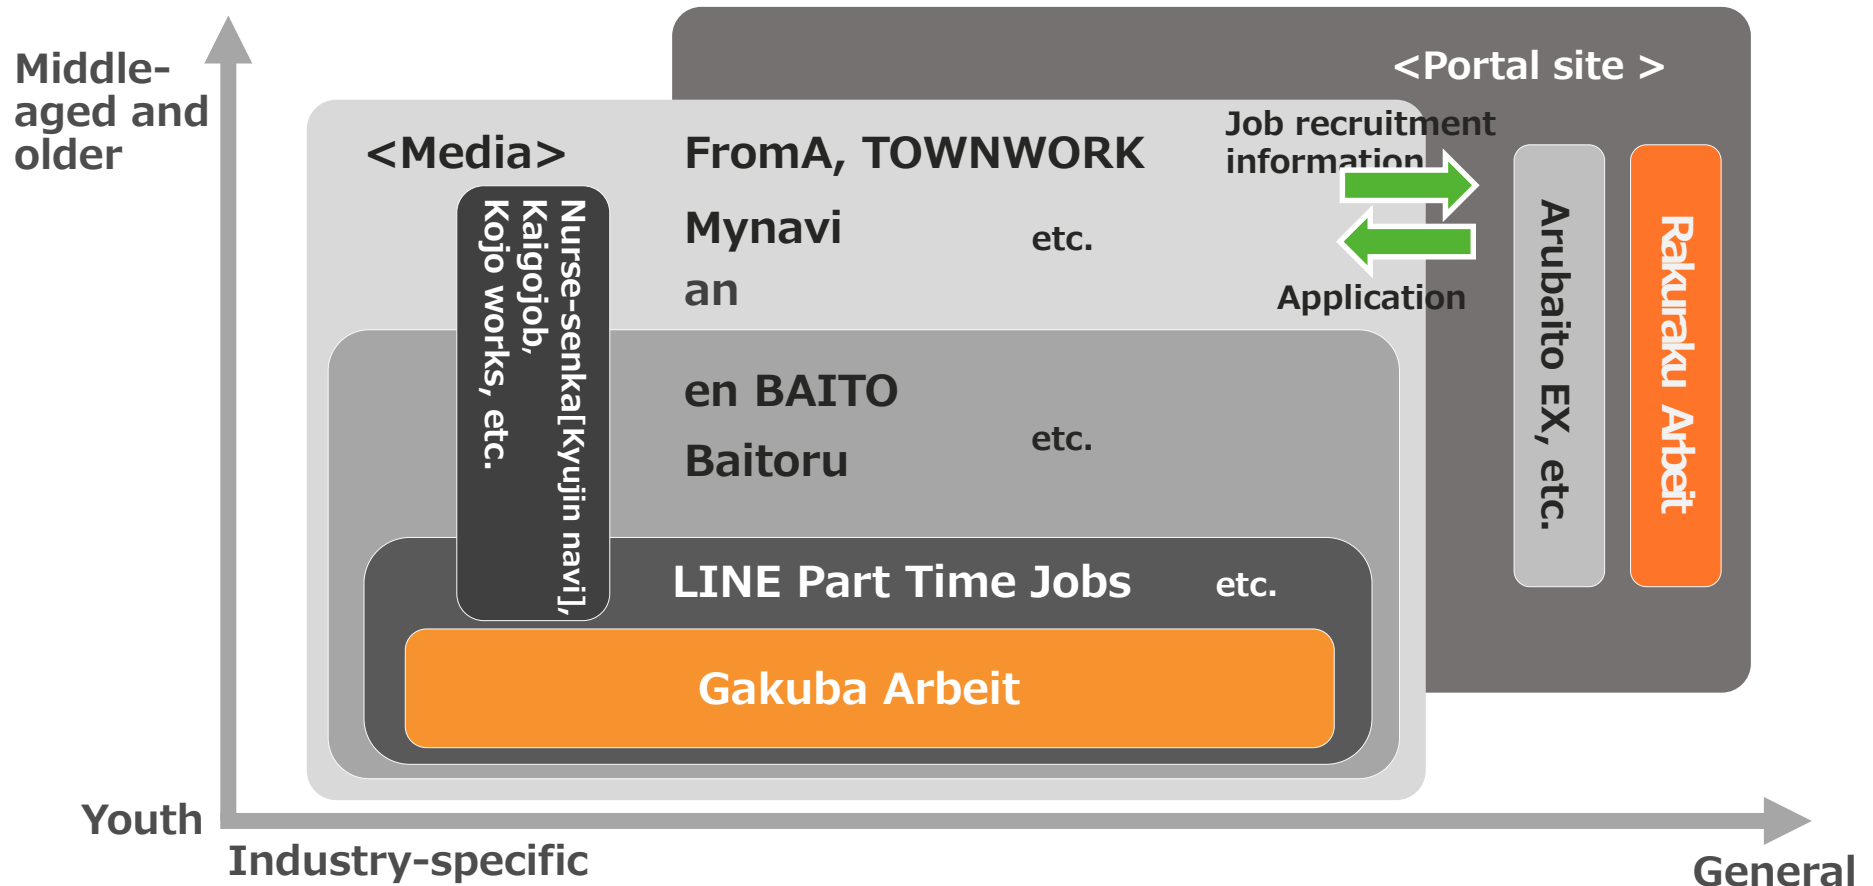 Middle-
aged and
older
<Portal site >
<Media>
FromA, TOWNWORK
Mynavi
etc.
an
Job recruitment
information
Application
Nurse-senka[Kyujin navi],
Kaigojob,
Kojo works, etc.
en BAITO
Baitoru
etc.
LINE Part Time Jobs
etc.
Gakuba Arbeit
Arubaito EX, etc.
Rakuraku Arbeit
Youth
Industry-specific
General